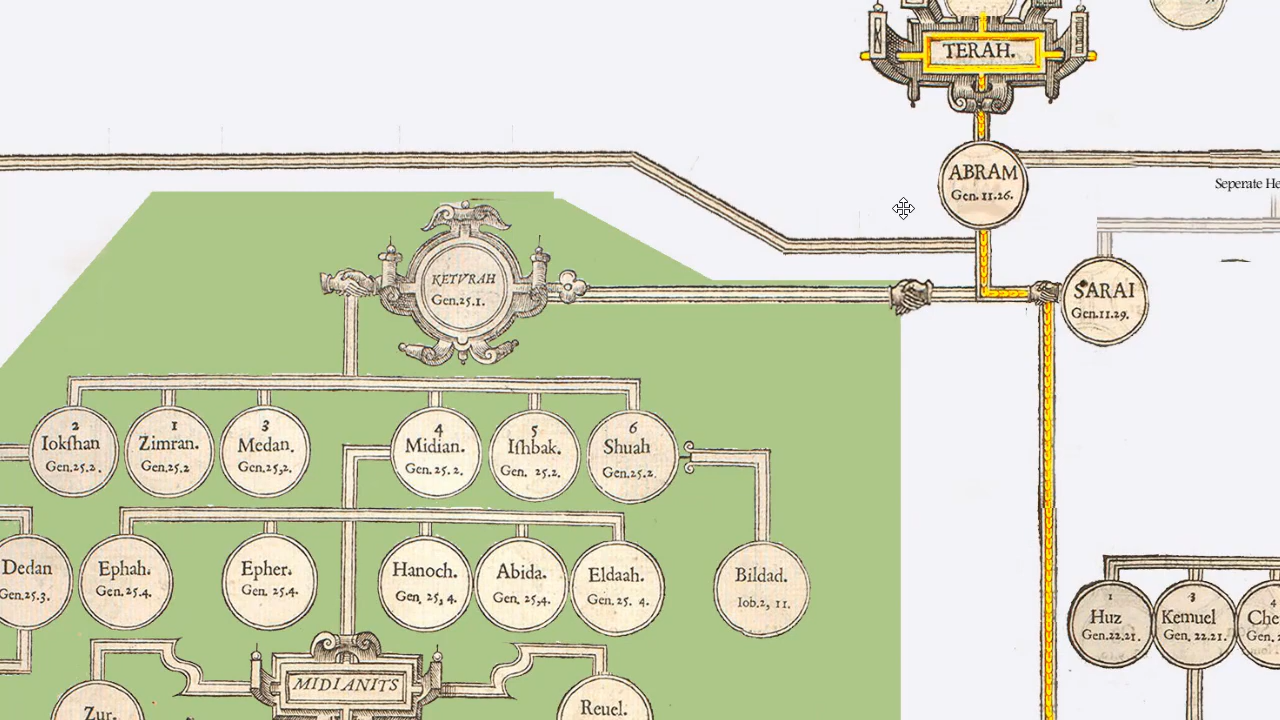 TERAH.
ABRAM
Gen. 11.26.
Seperate He
KETVRAH
Gen.25.1.
SARAI
Gen.11.29.
2
Iokſhan
Gen.25.2.
1
Zimran.
Gen.25.2
3
Medan.
Gen.25,2.
4
Midian.
Gen. 25. 2.
5
Iſhbak.
Gen. 25.2.
6
Shuah
Gen.25.2.
Dedan
Gen.25.3.
Ephah.
Gen. 25.4.
Epher.
Gen. 25.4.
Hanoch.
Gen, 25, 4.
Abida.
Gen, 25,4.
Eldaah.
Gen. 25. 4.
Bildad.
Iob.2, 11.
1
Huz
Gen.22.21.
3
Kemuel
Gen, 22.21.
4
Che
MIDIANITS
Zur.
Reuel.